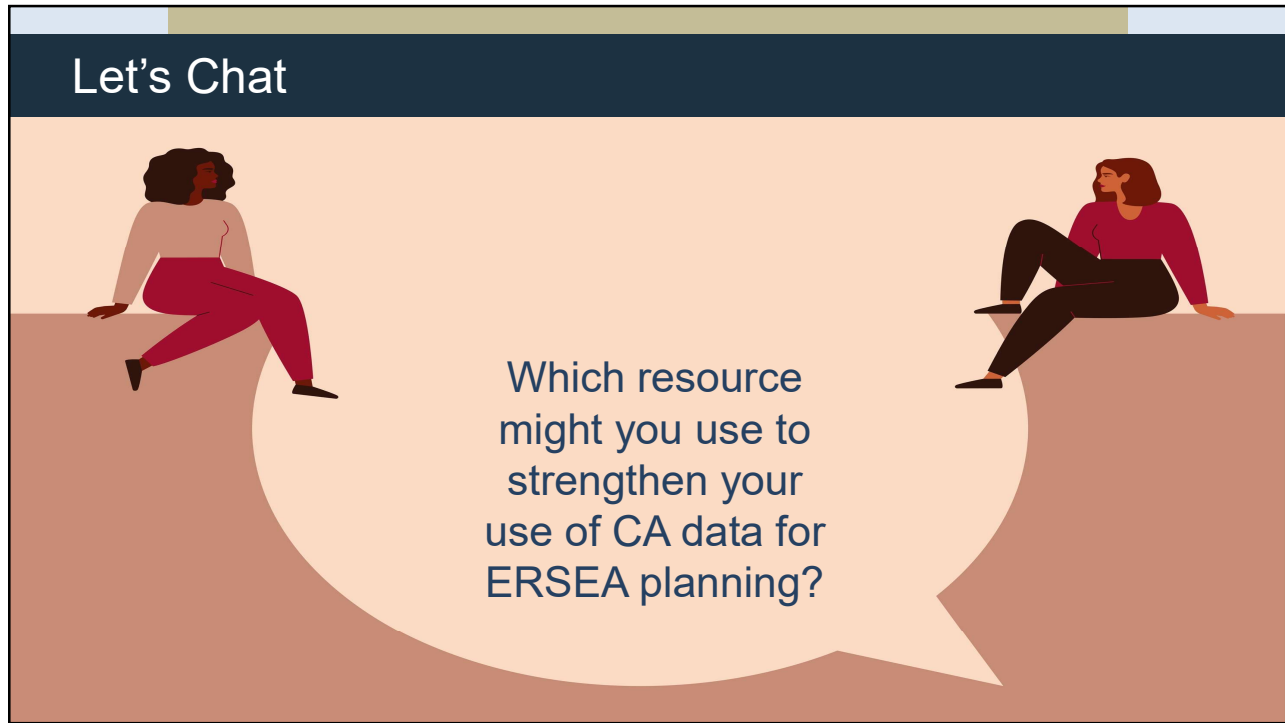 Let’s Chat
Which resource
might you use to
strengthen your
use of CA data for
ERSEA planning?